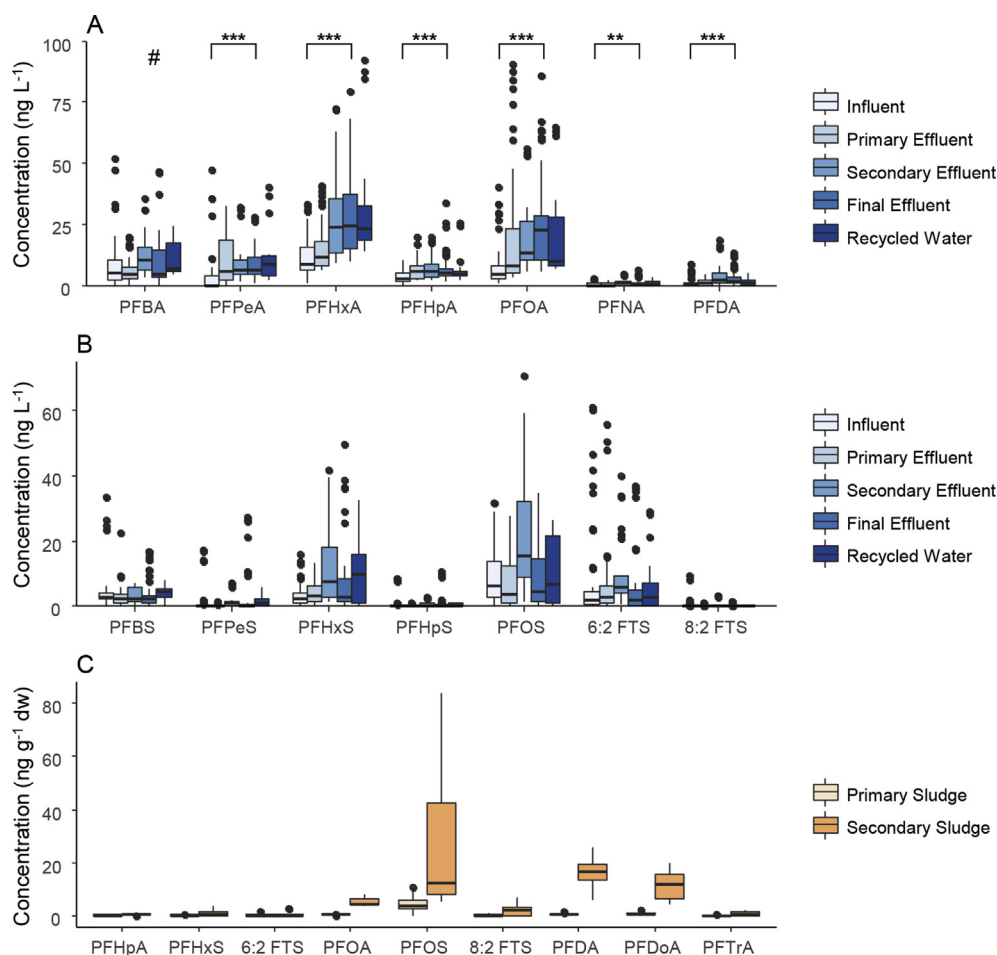 A
Concentration (ng L⁻¹)
100
75
50
25
0
#
***
***
***
***
**
***
PFBA PFPeA PFHxA PFHpA PFOA PFNA PFDA
Influent
Primary Effluent
Secondary Effluent
Final Effluent
Recycled Water
B
Concentration (ng L⁻¹)
60
40
20
0
PFBS PFPeS PFHxS PFHpS PFOS 6:2 FTS 8:2 FTS
Influent
Primary Effluent
Secondary Effluent
Final Effluent
Recycled Water
C
Concentration (ng g⁻¹ dw)
80
60
40
20
0
PFHpA PFHxS 6:2 FTS PFOA PFOS 8:2 FTS PFDA PFDoA PFTrA
Primary Sludge
Secondary Sludge